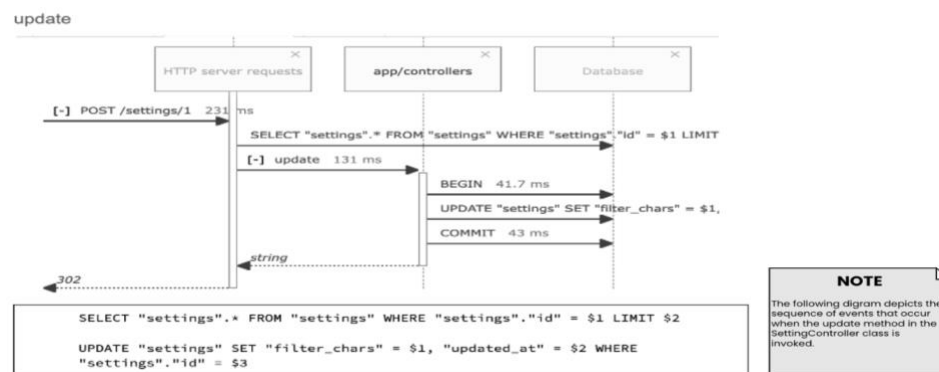 update
HTTP server requests
app/controllers
Database
[-] POST /settings/1 231 ms
SELECT "settings".* FROM "settings" WHERE "settings"."id" = $1 LIMIT
[-] update 131 ms
BEGIN 41.7 ms
UPDATE "settings" SET "filter_chars" = $1,
COMMIT 43 ms
string
302
SELECT "settings".* FROM "settings" WHERE "settings"."id" = $1 LIMIT $2
UPDATE "settings" SET "filter_chars" = $1, "updated_at" = $2 WHERE
"settings"."id" = $3
NOTE
The following digram depicts the
sequence of events that occur
when the update method in the
SettingController class is
invoked.